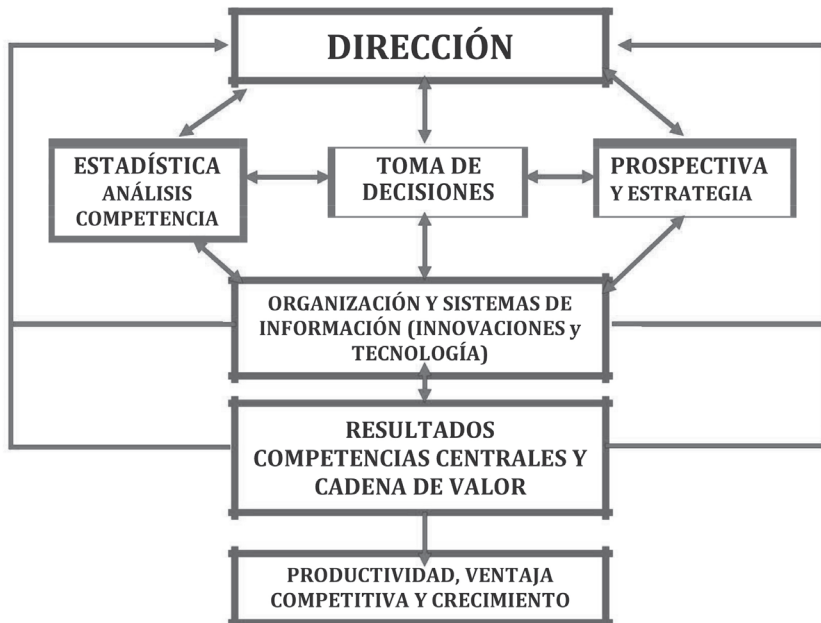 DIRECCIÓN
ESTADÍSTICA
ANÁLISIS
COMPETENCIA
TOMA DE
DECISIONES
PROSPECTIVA
Y ESTRATEGIA
ORGANIZACIÓN Y SISTEMAS DE
INFORMACIÓN (INNOVACIONES y
TECNOLOGÍA)
RESULTADOS
COMPETENCIAS CENTRALES Y
CADENA DE VALOR
PRODUCTIVIDAD, VENTAJA
COMPETITIVA Y CRECIMIENTO